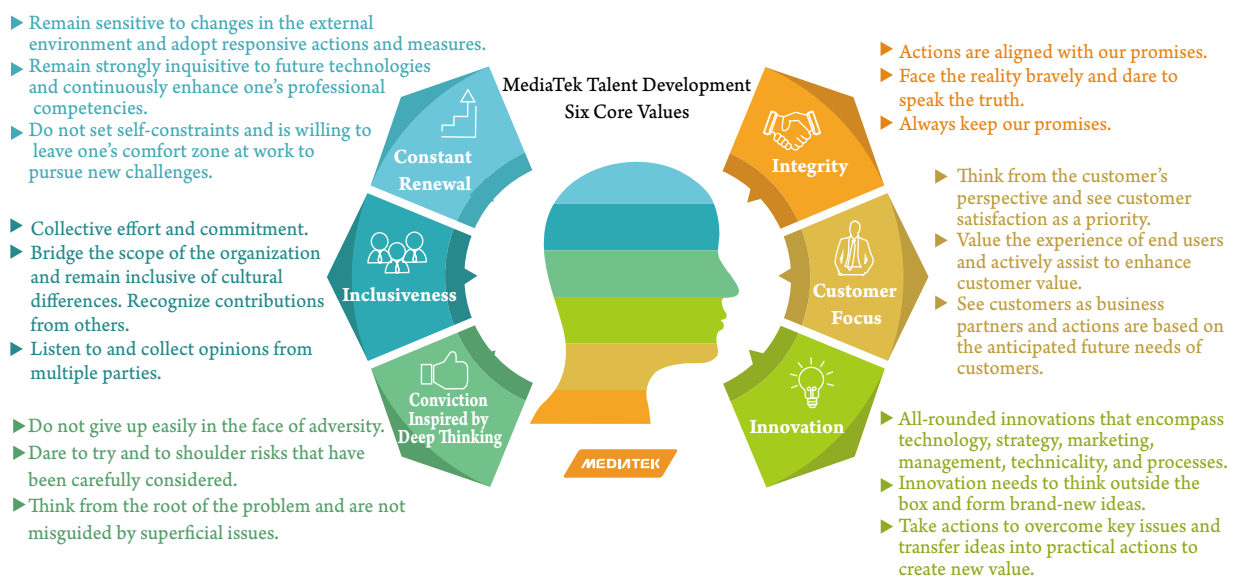 MediaTek Talent Development
Six Core Values
Remain sensitive to changes in the external
environment and adopt responsive actions and measures.
Remain strongly inquisitive to future technologies
and continuously enhance one's professional
competencies.
Do not set self-constraints and is willing to
leave one's comfort zone at work to
pursue new challenges.
Constant
Renewal
Collective effort and commitment.
Bridge the scope of the organization
and remain inclusive of cultural
differences. Recognize contributions
from others.
Listen to and collect opinions from
multiple parties.
Inclusiveness
Do not give up easily in the face of adversity.
Dare to try and to shoulder risks that have
been carefully considered.
Think from the root of the problem and are not
misguided by superficial issues.
Conviction
Inspired by
Deep Thinking
Integrity
Actions are aligned with our promises.
Face the reality bravely and dare to
speak the truth.
Always keep our promises.
Customer
Focus
Think from the customer's
perspective and see customer
satisfaction as a priority.
Value the experience of end users
and actively assist to enhance
customer value.
See customers as business
partners and actions are based on
the anticipated future needs of
customers.
Innovation
All-rounded innovations that encompass
technology, strategy, marketing,
management, technicality, and processes.
Innovation needs to think outside the
box and form brand-new ideas.
Take actions to overcome key issues and
transfer ideas into practical actions to
create new value.
MEDIATEK